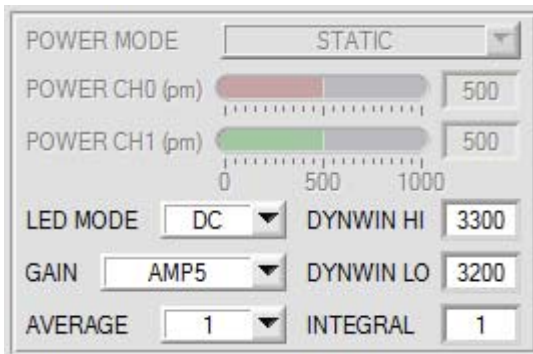 POWER MODE STATIC
POWER CH0 (pm) 500
POWER CH1 (pm) 500
0 500 1000
LED MODE DC DYNWIN HI 3300
GAIN AMP5 DYNWIN LO 3200
AVERAGE 1 INTEGRAL 1